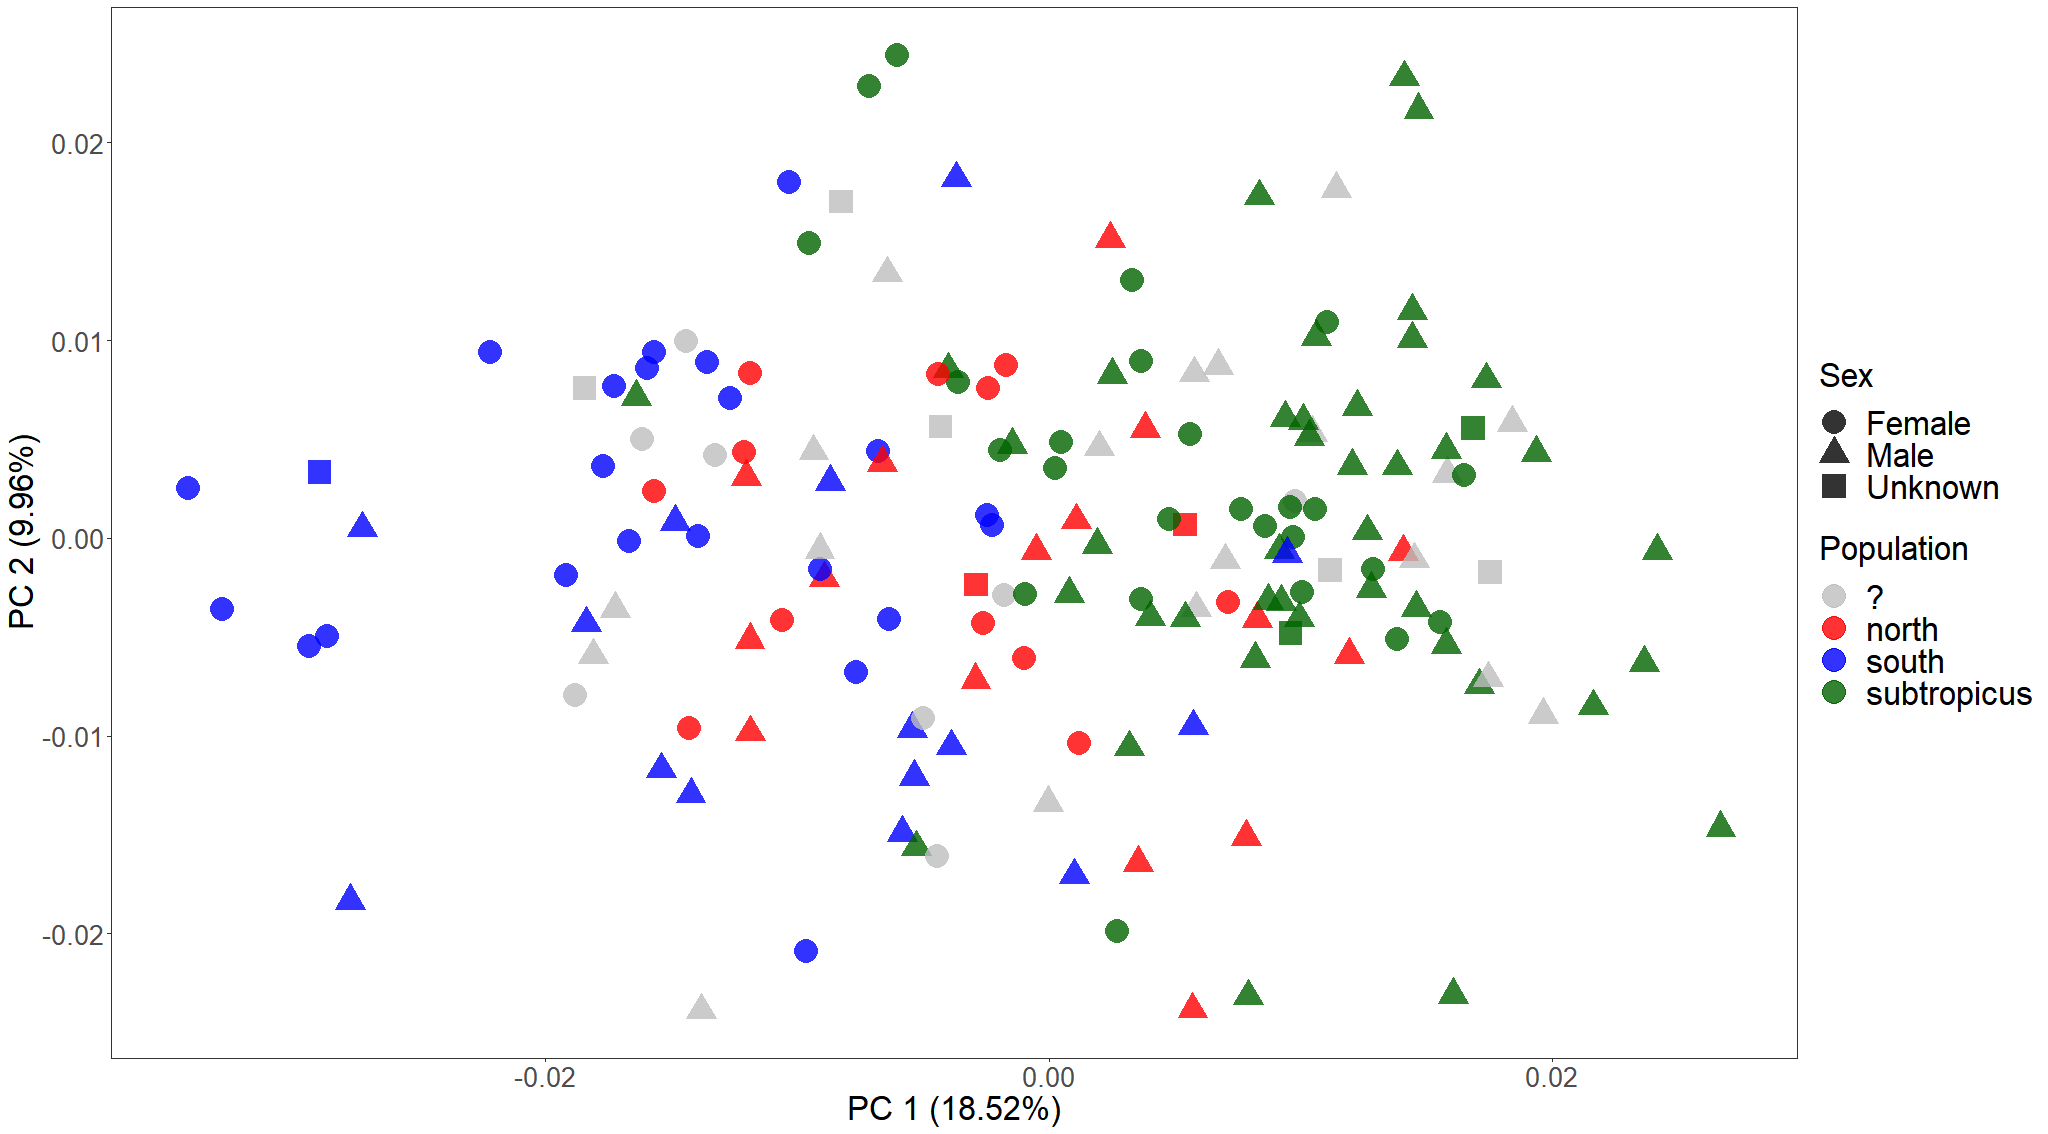 0.02
0.01
0.00
-0.01
-0.02
PC 2 (9.96%)
-0.02
0.00
0.02
PC 1 (18.52%)
Sex
Female
Male
Unknown
Population
?
north
south
subtropicus